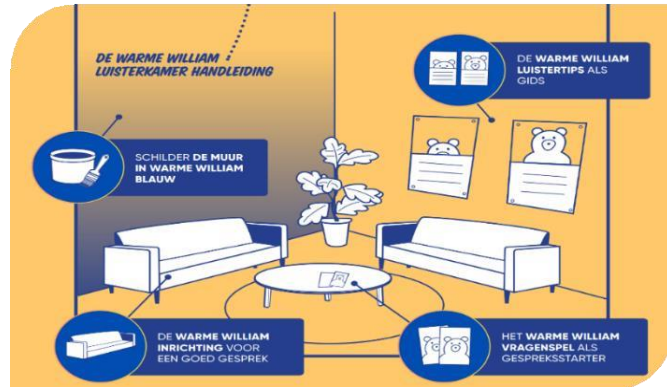 DE WARME WILLIAM
LUISTERKAMER HANDLEIDING
DE WARME WILLIAM
LUISTERTIPS ALS
GIDS
SCHILDER DE MUUR
IN WARME WILLIAM
BLAUW
DE WARME WILLIAM
INRICHTING VOOR
EEN GOED GESPREK
HET WARME WILLIAM
VRAGENSPEL ALS
GESPREKSSTARTER